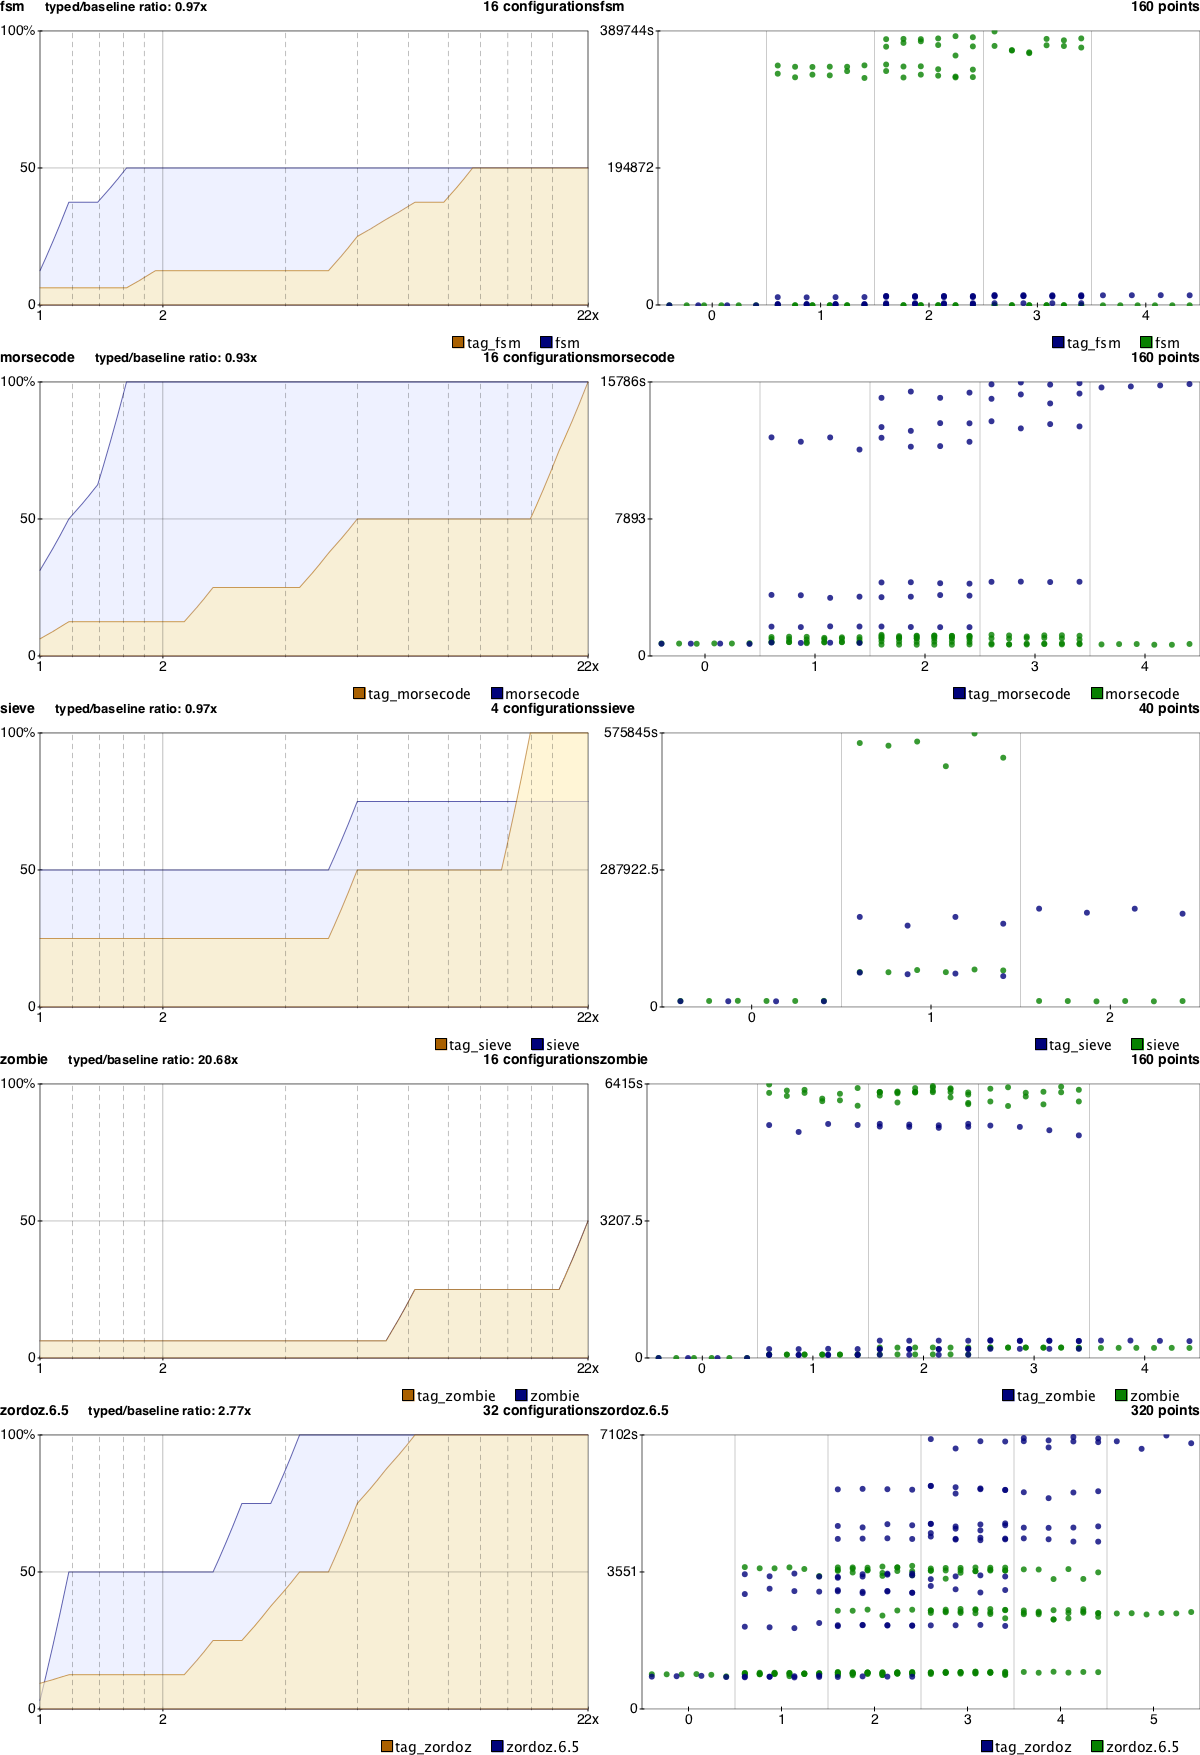 fsm typed/baseline ratio: 0.97x 16 configurationsfsm 160 points
100% 389744s
50 194872
0 0
1 2 22x 0 1 2 3 4
tag_fsm fsm tag_fsm fsm
morsecode typed/baseline ratio: 0.93x 16 configurationsmorsecode 160 points
100% 15786s
50 7893
0 0
1 2 22x 0 1 2 3 4
tag_morsecode morsecode tag_morsecode morsecode
sieve typed/baseline ratio: 0.97x 4 configurationssieve 40 points
100% 575845s
50 287922.5
0 0
1 2 22x 0 1 2
tag_sieve sieve tag_sieve sieve
zombie typed/baseline ratio: 20.68x 16 configurationszombie 160 points
100% 6415s
50 3207.5
0 0
1 2 22x 0 1 2 3 4
tag_zombie zombie tag_zombie zombie
zordoz.6.5 typed/baseline ratio: 2.77x 32 configurationszordoz.6.5 320 points
100% 7102s
50 3551
0 0
1 2 22x 0 1 2 3 4 5
tag_zordoz zordoz.6.5 tag_zordoz zordoz.6.5